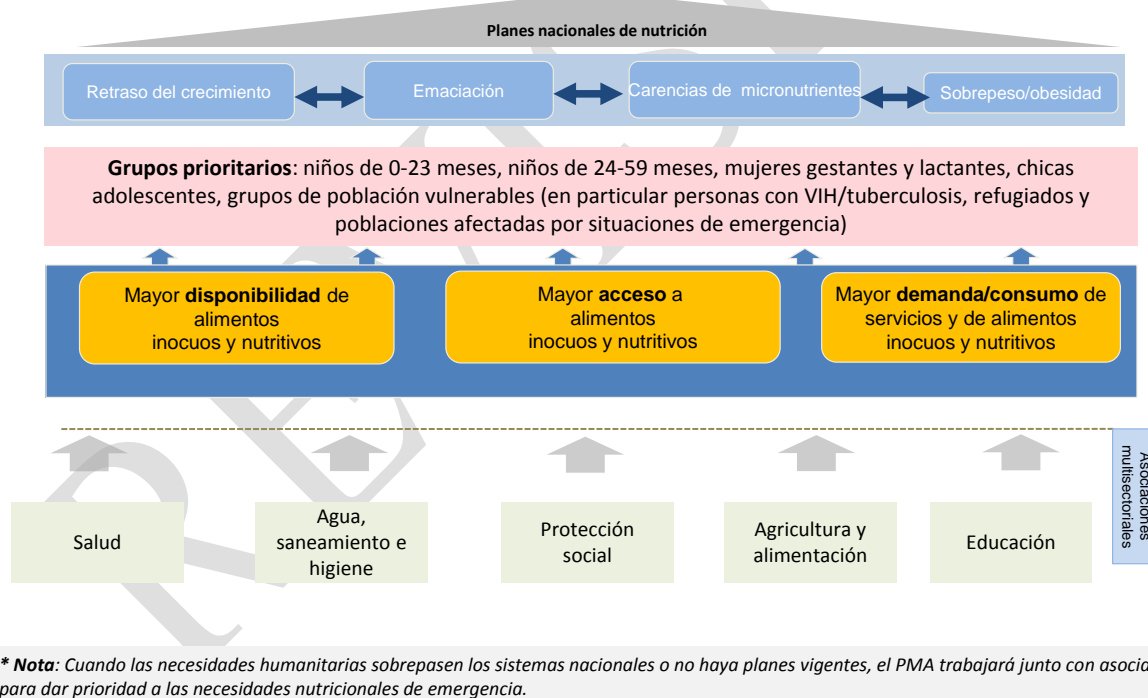 Planes nacionales de nutrición
Retraso del crecimiento
Emaciación
Carencias de micronutrientes
Sobrepeso/obesidad
Grupos prioritarios: niños de 0-23 meses, niños de 24-59 meses, mujeres gestantes y lactantes, chicas
adolescentes, grupos de población vulnerables (en particular personas con VIH/tuberculosis, refugiados y
poblaciones afectadas por situaciones de emergencia)
Mayor disponibilidad de
alimentos
inocuos y nutritivos
Mayor acceso a
alimentos
inocuos y nutritivos
Mayor demanda/consumo de
servicios y de alimentos
inocuos y nutritivos
Asociaciones
multisectoriales
Salud
Agua,
saneamiento e
higiene
Protección
social
Agricultura y
alimentación
Educación
* Nota: Cuando las necesidades humanitarias sobrepasen los sistemas nacionales o no haya planes vigentes, el PMA trabajará junto con asocia
para dar prioridad a las necesidades nutricionales de emergencia.